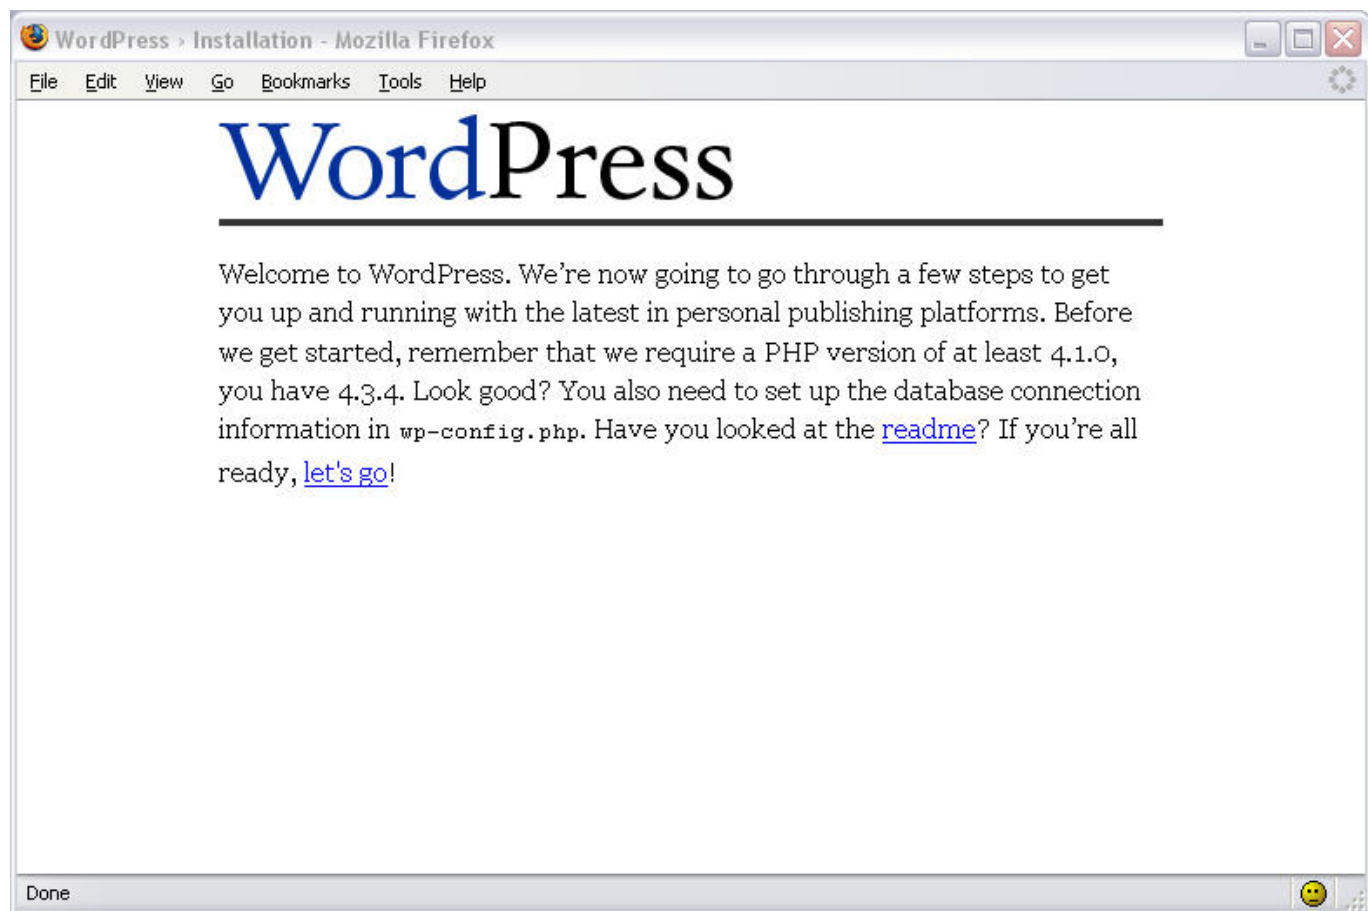 WordPress › Installation - Mozilla Firefox
File Edit View Go Bookmarks Tools Help
WordPress
Welcome to WordPress. We’re now going to go through a few steps to get
you up and running with the latest in personal publishing platforms. Before
we get started, remember that we require a PHP version of at least 4.1.0,
you have 4.3.4. Look good? You also need to set up the database connection
information in wp-config.php. Have you looked at the readme? If you’re all
ready, let's go!
Done